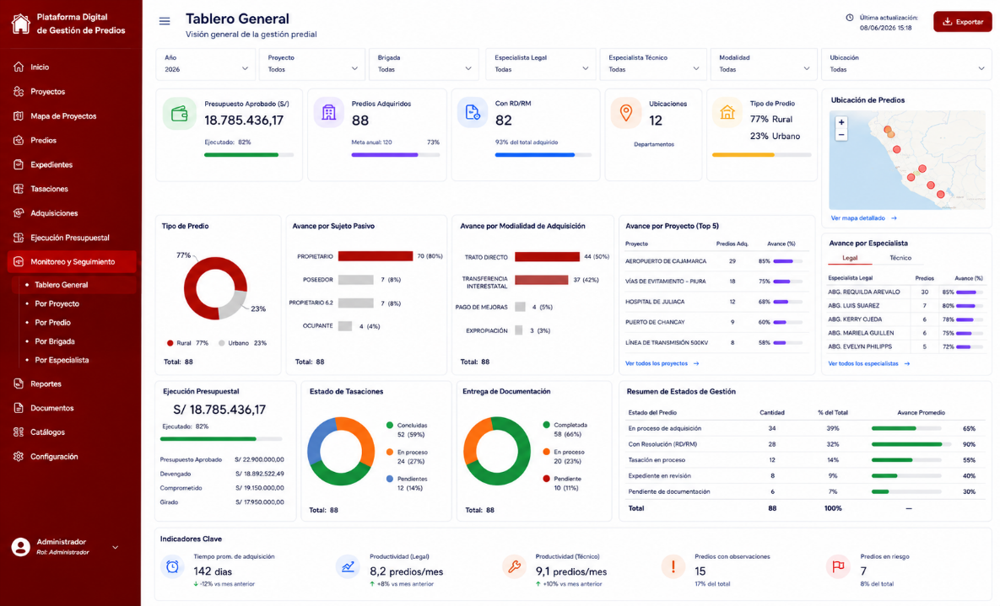 Plataforma Digital
de Gestión de Predios
Inicio
Proyectos
Mapa de Proyectos
Predios
Expedientes
Tasaciones
Adquisiciones
Ejecución Presupuestal
Monitoreo y Seguimiento
Tablero General
Por Proyecto
Por Predio
Por Brigada
Por Especialista
Reportes
Documentos
Catálogos
Configuración
Administrador
Rol: Administrador
Tablero General
Visión general de la gestión predial
Última actualización:
08/06/2026 15:18
Exportar
Año
2026
Proyecto
Todos
Brigada
Todas
Especialista Legal
Todas
Especialista Técnico
Todas
Modalidad
Todas
Ubicación
Todas
Presupuesto Aprobado (S/)
18.785.436,17
Ejecutado: 82%
Predios Adquiridos
88
Meta anual: 120 73%
Con RD/RM
82
93% del total adquirido
Ubicaciones
12
Departamentos
Tipo de Predio
77% Rural
23% Urbano
Ubicación de Predios
+
−
Ver mapa detallado →
Tipo de Predio
77%
23%
Rural 77% Urbano 23%
Total: 88
Avance por Sujeto Pasivo
PROPIETARIO 70 (80%)
POSEEDOR 7 (8%)
PROPIETARIO 6.2 7 (8%)
OCUPANTE 4 (4%)
Total: 88
Avance por Modalidad de Adquisición
TRATO DIRECTO 44 (50%)
TRANSFERENCIA
INTERESTATAL 37 (42%)
PAGO DE MEJORAS 4 (5%)
EXPROPIACIÓN 3 (3%)
Total: 88
Avance por Proyecto (Top 5)
Proyecto Predios Adq. Avance (%)
AEROPUERTO DE CAJAMARCA 29 85%
VÍAS DE EVITAMIENTO – PIURA 18 75%
HOSPITAL DE JULIACA 12 68%
PUERTO DE CHANCAY 9 60%
LÍNEA DE TRANSMISIÓN 500KV 8 58%
Ver todos los proyectos →
Avance por Especialista
Legal Técnico
Especialista Legal Predios Avance (%)
ABG. REQUILDA AREVALO 30 85%
ABG. LUIS SUAREZ 7 80%
ABG. KERRY OJEDA 6 78%
ABG. MARIELA GUILLEN 6 75%
ABG. EVELYN PHILIPPS 5 72%
Ver todos los especialistas →
Ejecución Presupuestal
S/ 18.785.436,17
Ejecutado: 82%
Presupuesto Aprobado S/ 22.900.000,00
Devengado S/ 18.892.522,49
Comprometido S/ 19.150.000,00
Girado S/ 17.950.000,00
Estado de Tasaciones
Concluidas
52 (59%)
En proceso
24 (27%)
Pendientes
12 (14%)
Total: 88
Entrega de Documentación
Completada
58 (66%)
En proceso
20 (23%)
Pendiente
10 (11%)
Total: 88
Resumen de Estados de Gestión
Estado del Predio Cantidad % del Total Avance Promedio
En proceso de adquisición 34 39% 65%
Con Resolución (RD/RM) 28 32% 90%
Tasación en proceso 12 14% 55%
Expediente en revisión 8 9% 40%
Pendiente de documentación 6 7% 30%
Total 88 100% —
Indicadores Clave
Tiempo prom. de adquisición
142 dias
↓ -12% vs mes anterior
Productividad (Legal)
8,2 predios/mes
↑ +8% vs mes anterior
Productividad (Técnico)
9,1 predios/mes
↑ +10% vs mes anterior
Predios con observaciones
15
17% del total
Predios en riesgo
7
8% del total